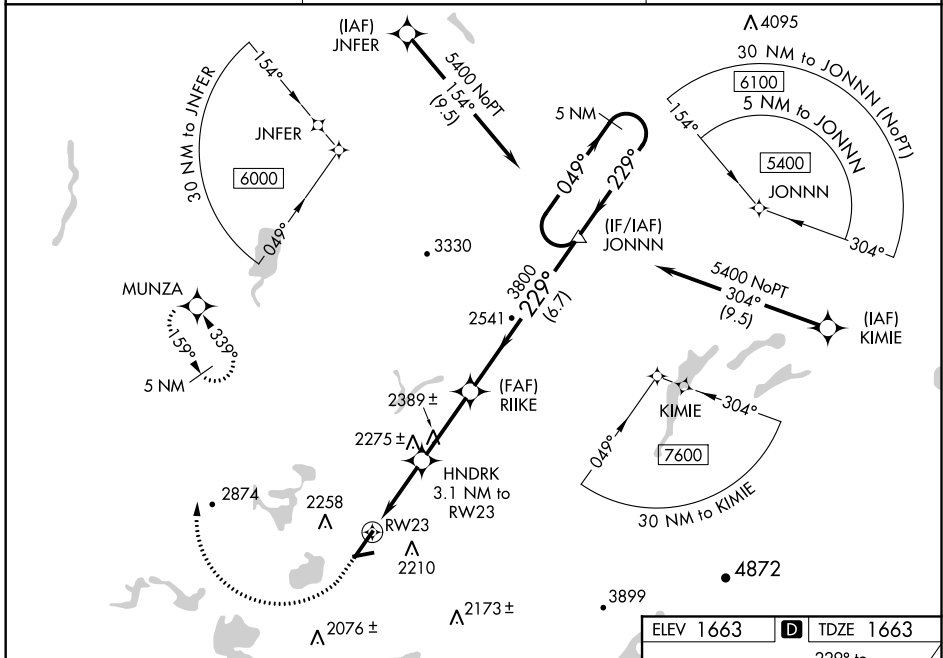 (IAF)
JNFER
5400 NoPT
154°
(9.5)
4095
30 NM to JONNN (NoPT)
6100
5 NM to JONNN
154°
5400
JONNN
304°
30 NM to JNFER
154°
JNFER
6000
049°
5 NM
049°
229°
(IF/IAF)
JONNN
3330
3800
229°
(6.7)
2541
5400 NoPT
304°
(9.5)
(IAF)
KIMIE
MUNZA
159°
339°
5 NM
(FAF)
RIIKE
KIMIE
304°
049°
7600
30 NM to KIMIE
2389 ±
2275 ±
HNDRK
3.1 NM to
RW23
2874
2258
RW23
2210
4872
3899
2173 ±
2076 ±
ELEV 1663
D
TDZE 1663